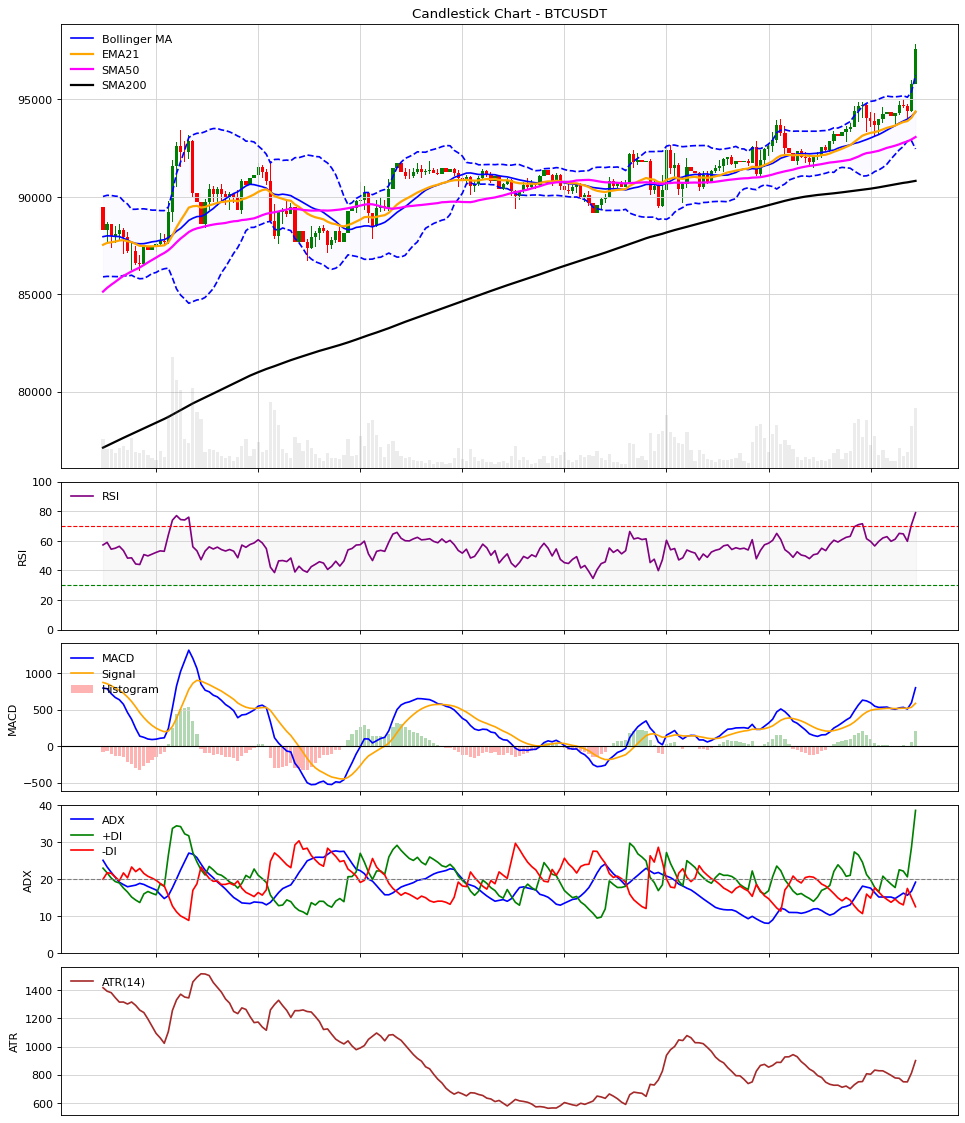 Candlestick Chart - BTCUSDT
Bollinger MA
EMA21
SMA50
SMA200
95000
90000
85000
80000
RSI
100
80
60
40
20
0
RSI
MACD
Signal
Histogram
1000
500
0
−500
MACD
ADX
+DI
-DI
40
30
20
10
0
ADX
ATR(14)
1400
1200
1000
800
600
ATR